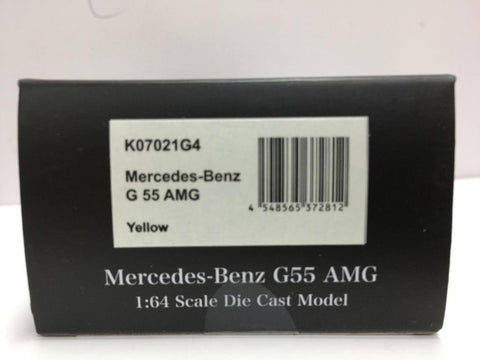 K07021G4
Mercedes-Benz
G 55 AMG
4 548565 372812
Yellow
Mercedes-Benz G55 AMG
1:64 Scale Die Cast Model